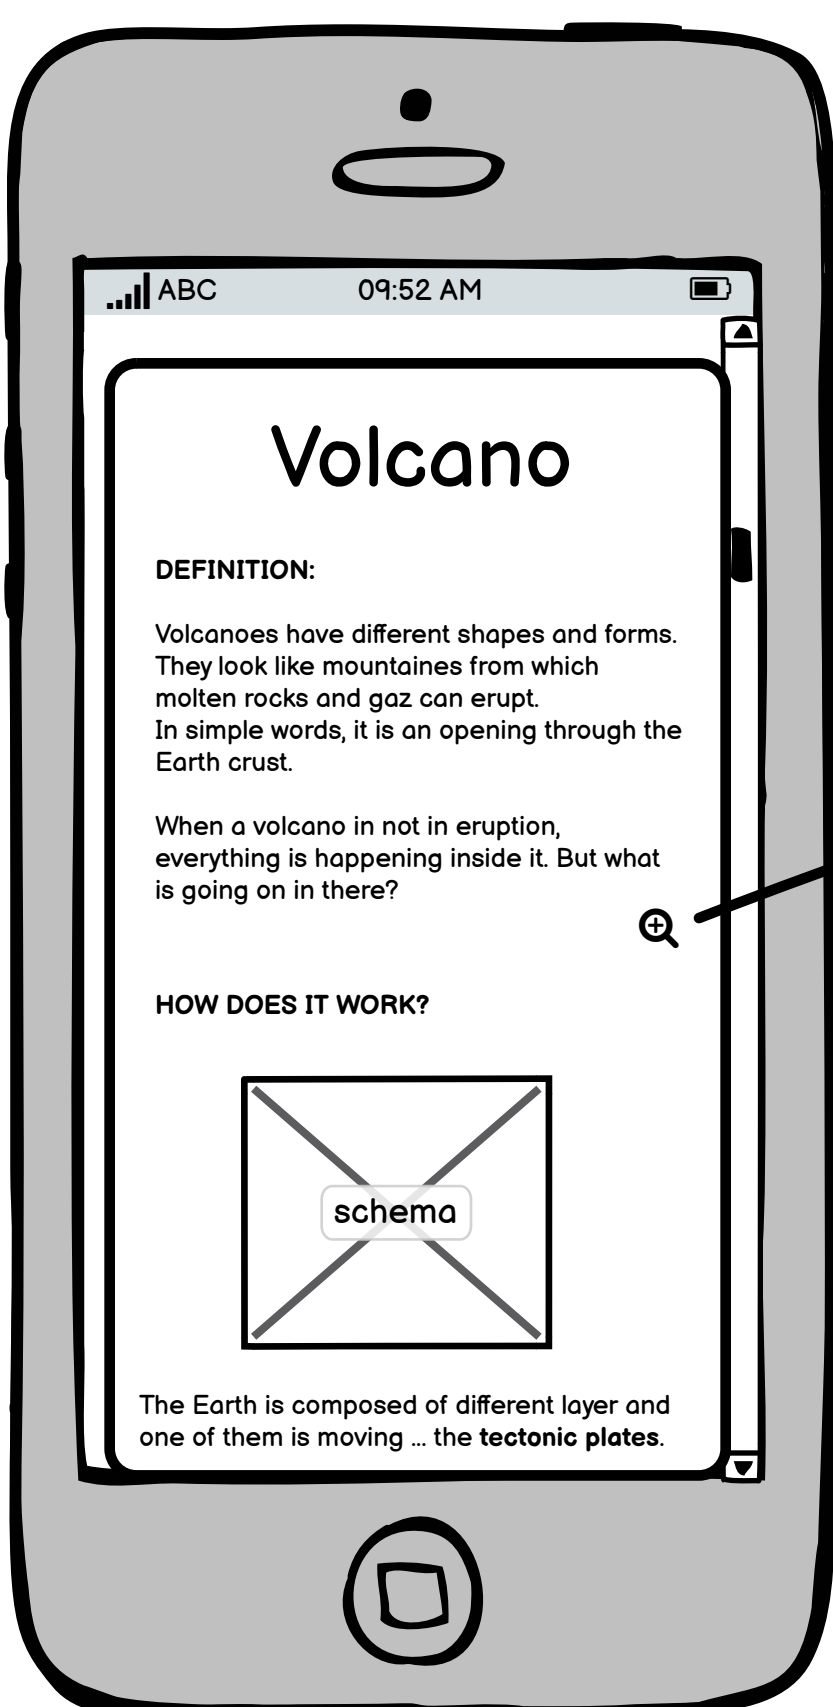 ABC 09:52 AM
Volcano
DEFINITION:
Volcanoes have different shapes and forms.
They look like mountaines from which
molten rocks and gaz can erupt.
In simple words, it is an opening through the
Earth crust.
When a volcano in not in eruption,
everything is happening inside it. But what
is going on in there?
HOW DOES IT WORK?
schema
The Earth is composed of different layer and
one of them is moving ... the tectonic plates.